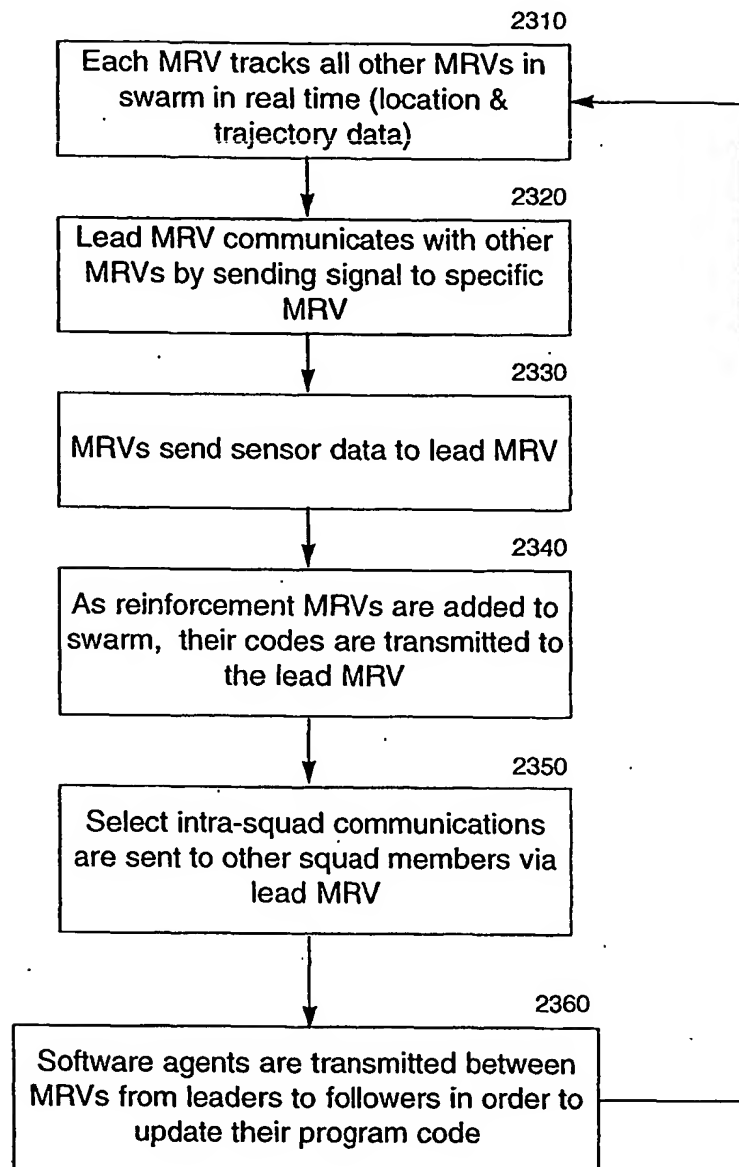 2310
Each MRV tracks all other MRVs in
swarm in real time (location &
trajectory data)
2320
Lead MRV communicates with other
MRVs by sending signal to specific
MRV
2330
MRVs send sensor data to lead MRV
2340
As reinforcement MRVs are added to
swarm, their codes are transmitted to
the lead MRV
2350
Select intra-squad communications
are sent to other squad members via
lead MRV
2360
Software agents are transmitted between
MRVs from leaders to followers in order to
update their program code